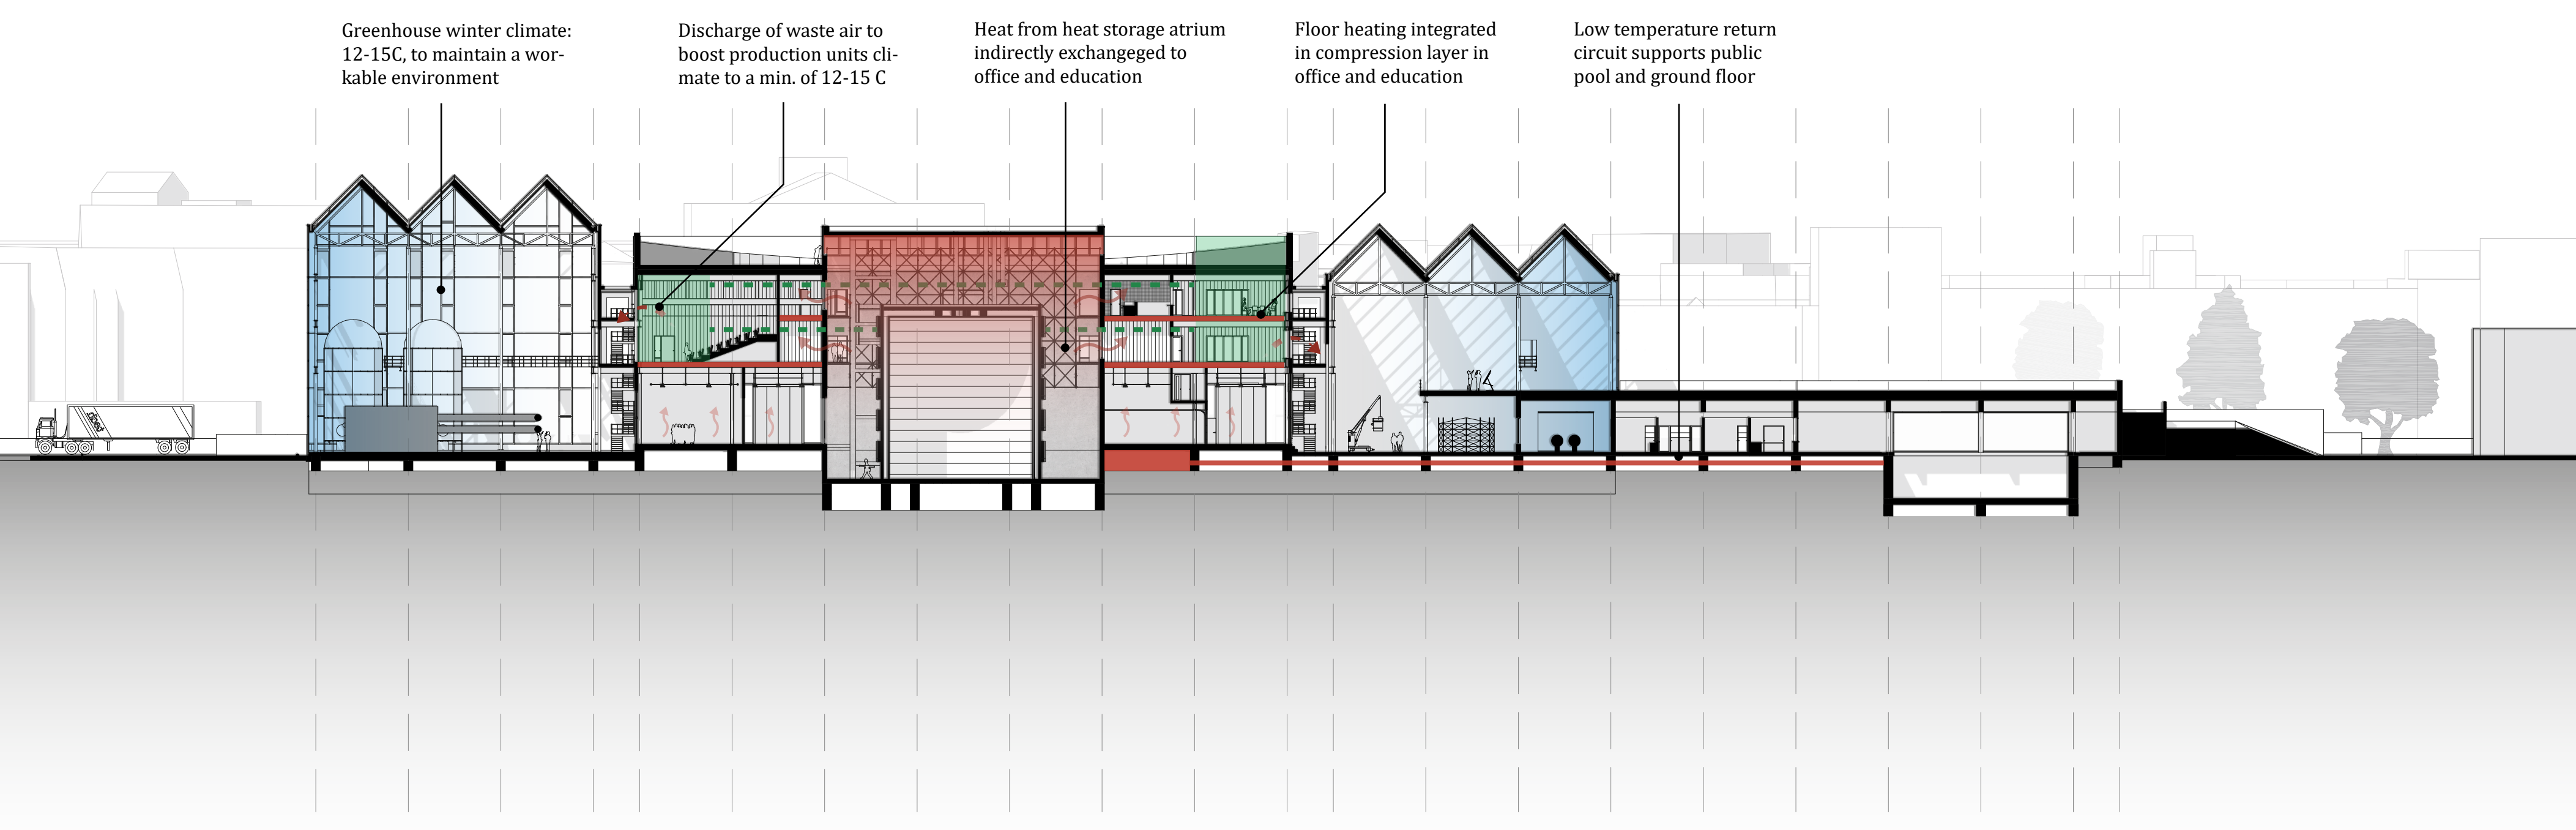 Greenhouse winter climate:
12-15C, to maintain a wor-
kable environment
Discharge of waste air to
boost production units cli-
mate to a min. of 12-15 C
Heat from heat storage atrium
indirectly exchangeged to
office and education
Floor heating integrated
in compression layer in
office and education
Low temperature return
circuit supports public
pool and ground floor